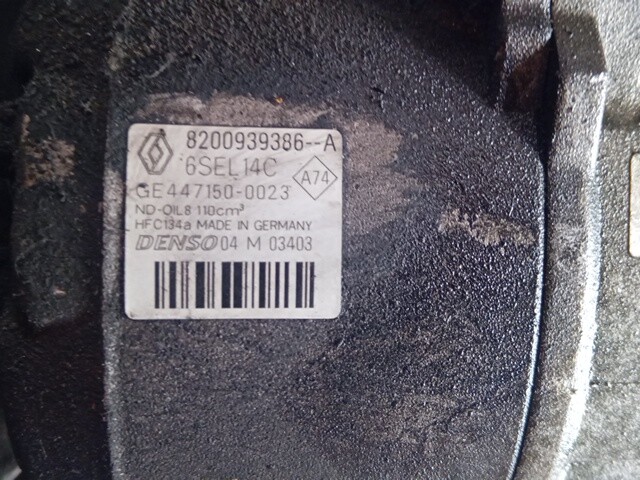 8200939386--A
6SEL14C
A74
GE447150-0023
ND-OIL8 110cm³
HFC134a MADE IN GERMANY
DENSO 04 M 03403